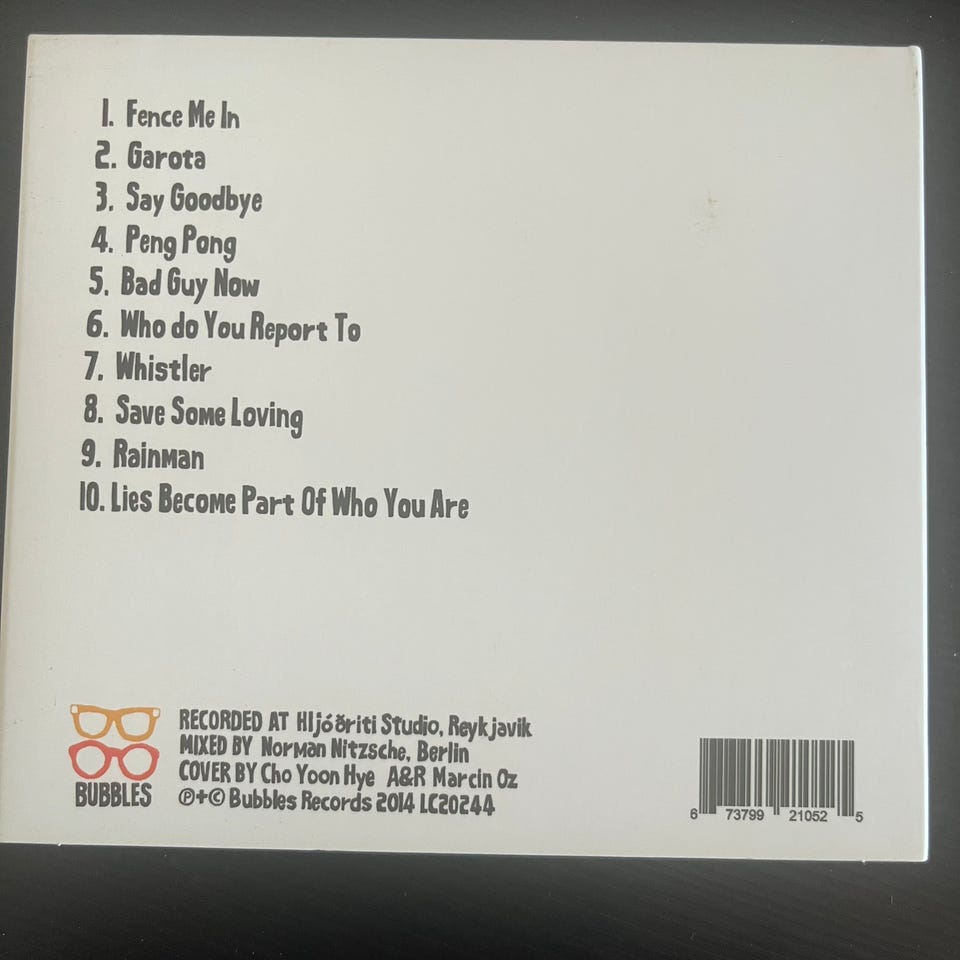 1. Fence Me In
2. Garota
3. Say Goodbye
4. Peng Pong
5. Bad Guy Now
6. Who do You Report To
7. Whistler
8. Save Some Loving
9. Rainman
10. Lies Become Part Of Who You Are
BUBBLES
RECORDED AT Hljóðriti Studio, Reykjavik
MIXED BY Norman Nitzsche, Berlin
COVER BY Cho Yoon Hye A&R Marcin Oz
℗+© Bubbles Records 2014 LC20244
6 73799 21052 5